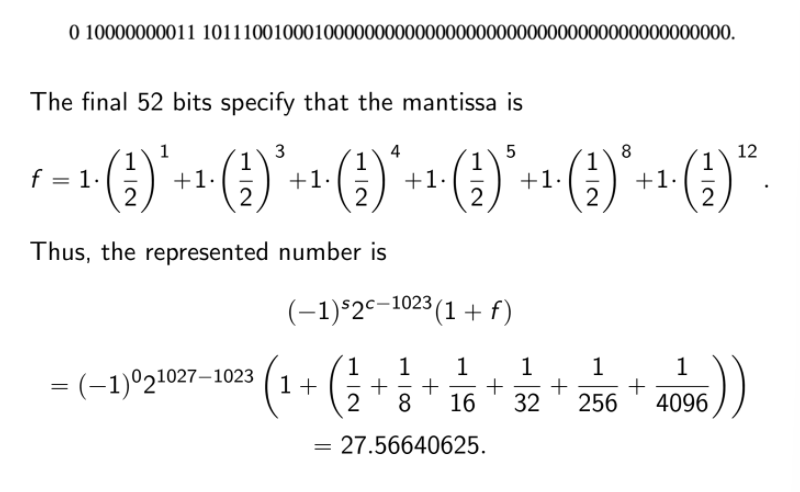 0 10000000011 1011100100010000000000000000000000000000000000000000.
The final 52 bits specify that the mantissa is
f = 1·(1/2)^1 +1·(1/2)^3 +1·(1/2)^4 +1·(1/2)^5 +1·(1/2)^8 +1·(1/2)^12 .
Thus, the represented number is
(−1)^s 2^{c−1023}(1 + f)
= (−1)^0 2^{1027−1023} (1 + (1/2 + 1/8 + 1/16 + 1/32 + 1/256 + 1/4096))
= 27.56640625.